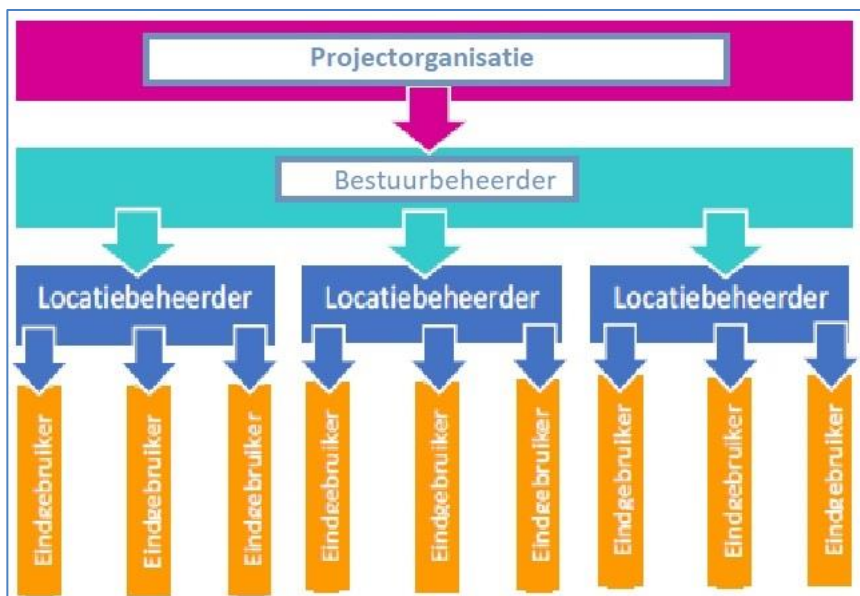 Projectorganisatie
Bestuurbeheerder
Locatiebeheerder
Locatiebeheerder
Locatiebeheerder
Eindgebruiker
Eindgebruiker
Eindgebruiker
Eindgebruiker
Eindgebruiker
Eindgebruiker
Eindgebruiker
Eindgebruiker
Eindgebruiker